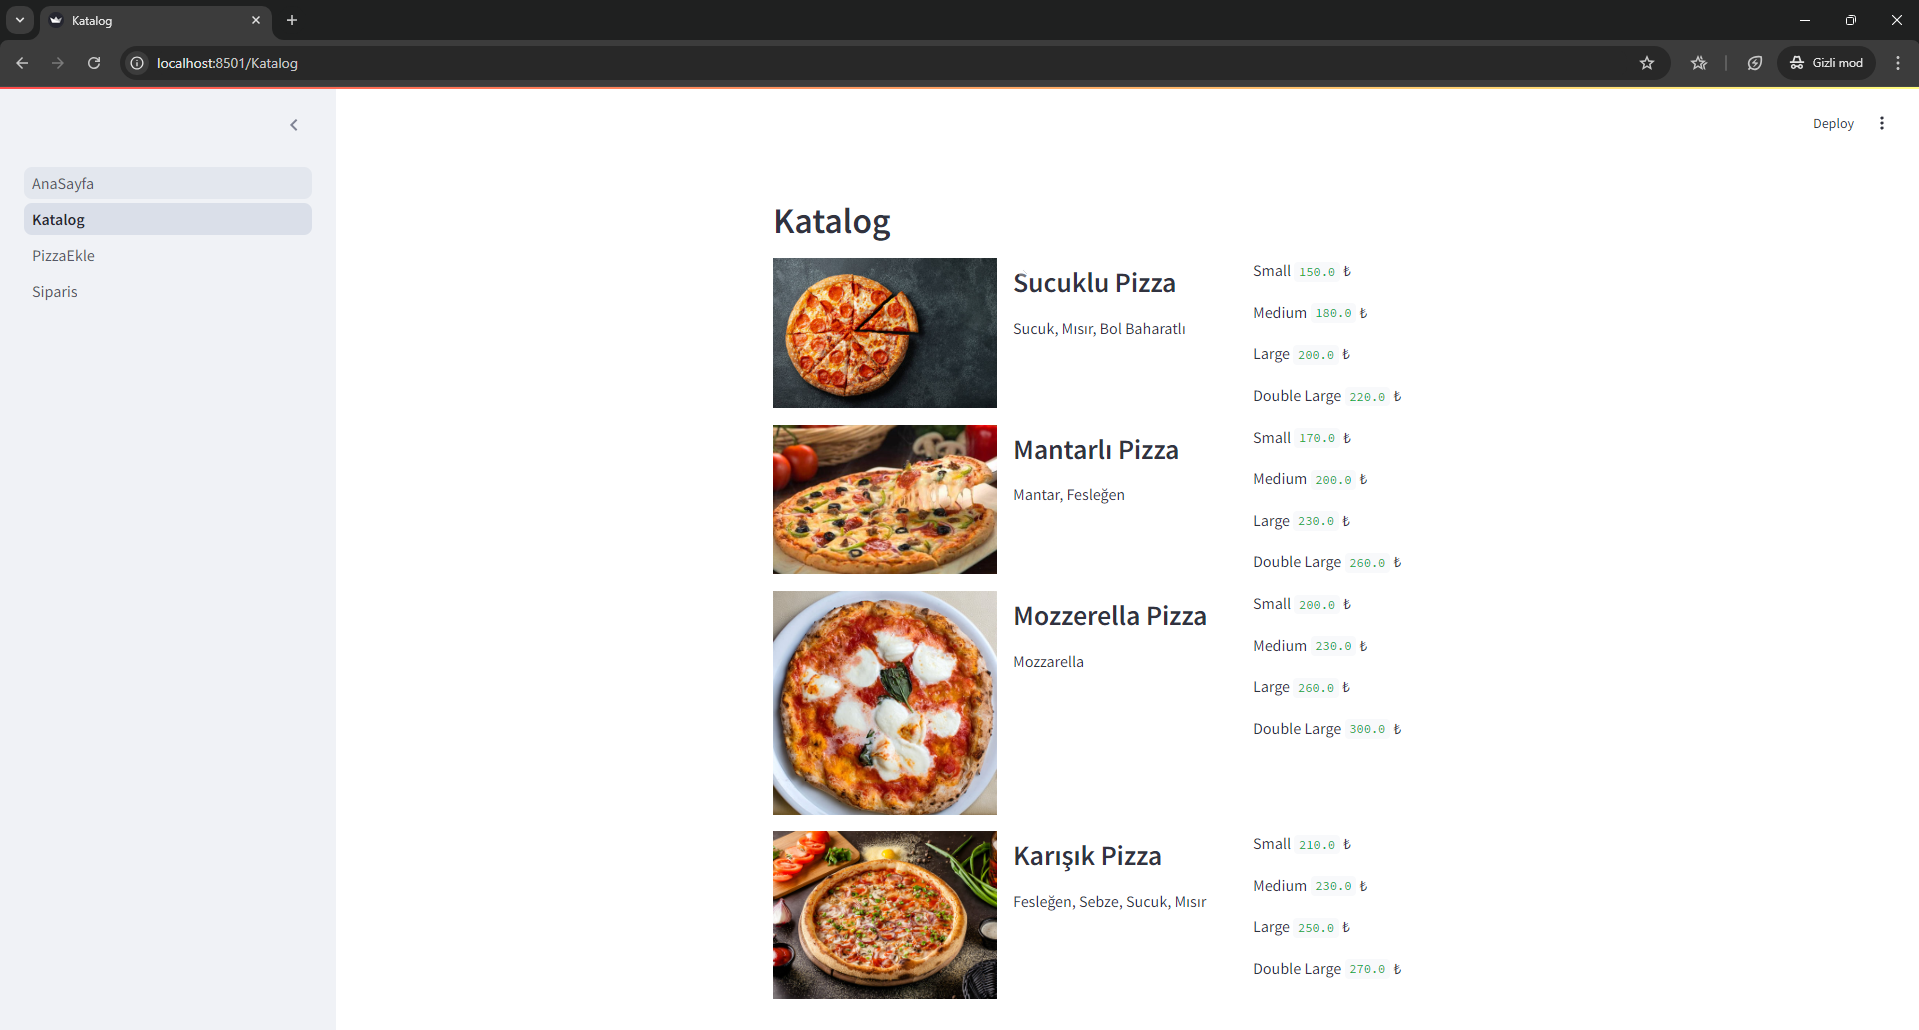 Katalog
localhost:8501/Katalog
Gizli mod
Deploy
AnaSayfa
Katalog
PizzaEkle
Siparis
Katalog
Sucuklu Pizza
Sucuk, Mısır, Bol Baharatlı
Small 150.0 ₺
Medium 180.0 ₺
Large 200.0 ₺
Double Large 220.0 ₺
Mantarlı Pizza
Mantar, Fesleğen
Small 170.0 ₺
Medium 200.0 ₺
Large 230.0 ₺
Double Large 260.0 ₺
Mozzerella Pizza
Mozzarella
Small 200.0 ₺
Medium 230.0 ₺
Large 260.0 ₺
Double Large 300.0 ₺
Karışık Pizza
Fesleğen, Sebze, Sucuk, Mısır
Small 210.0 ₺
Medium 230.0 ₺
Large 250.0 ₺
Double Large 270.0 ₺